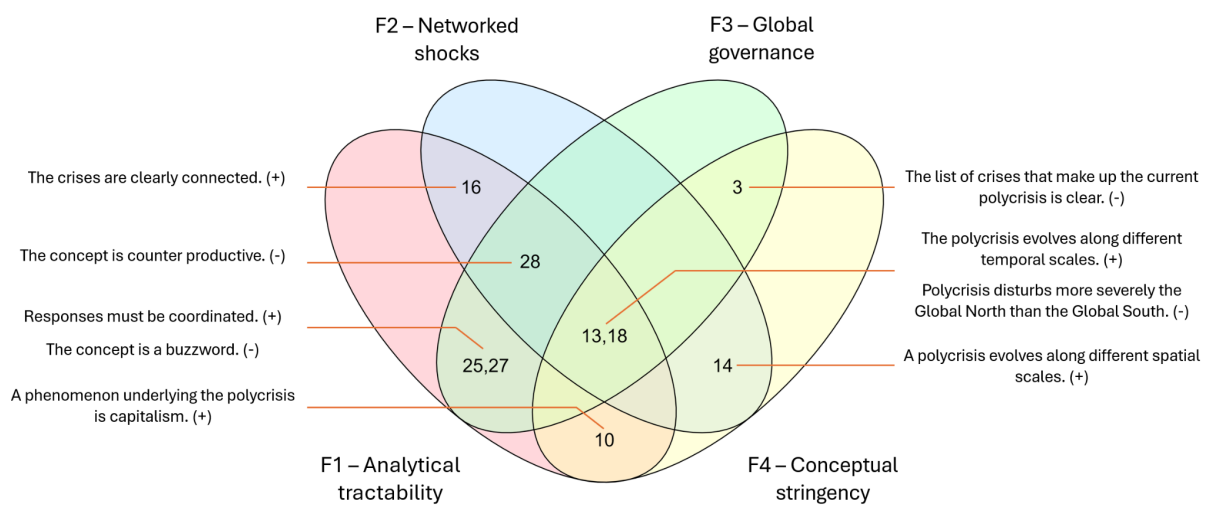 F2 – Networked
shocks
F3 – Global
governance
The crises are clearly connected. (+)
16
3
The list of crises that make up the current
polycrisis is clear. (-)
The concept is counter productive. (-)
28
The polycrisis evolves along different
temporal scales. (+)
Polycrisis disturbs more severely the
Global North than the Global South. (-)
Responses must be coordinated. (+)
The concept is a buzzword. (-)
13,18
25,27
14
A polycrisis evolves along different spatial
scales. (+)
A phenomenon underlying the polycrisis
is capitalism. (+)
10
F1 – Analytical
tractability
F4 – Conceptual
stringency